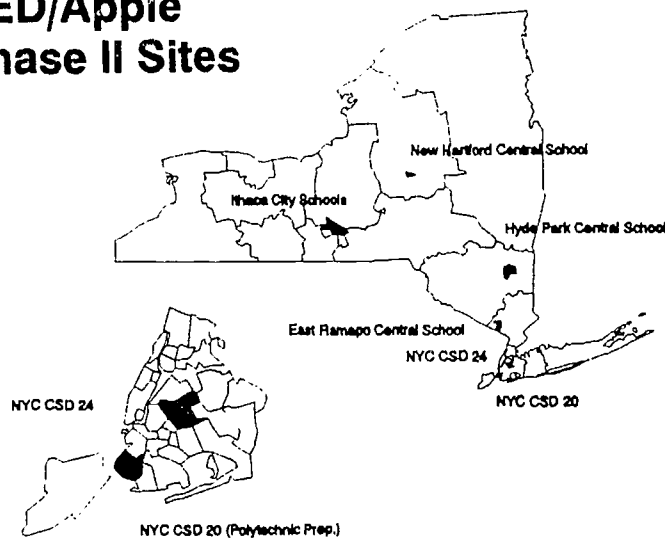 ED/Apple
hase II Sites
New Hartford Central School
Ithaca City Schools
Hyde Park Central School
East Ramapo Central School
NYC CSD 24
NYC CSD 20
NYC CSD 24
NYC CSD 20 (Polytechnic Prep.)